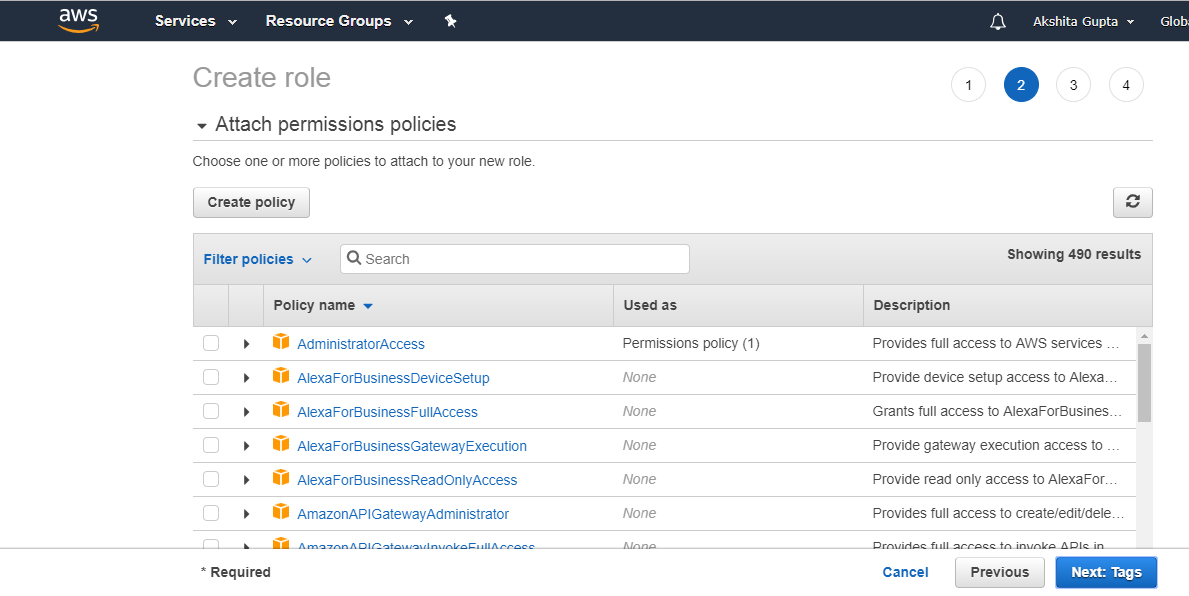 aws Services Resource Groups Akshita Gupta Globa
Create role
1 2 3 4
Attach permissions policies
Choose one or more policies to attach to your new role.
Create policy
Filter policies Search Showing 490 results
Policy name Used as Description
AdministratorAccess Permissions policy (1) Provides full access to AWS services ...
AlexaForBusinessDeviceSetup None Provide device setup access to Alexa...
AlexaForBusinessFullAccess None Grants full access to AlexaForBusines...
AlexaForBusinessGatewayExecution None Provide gateway execution access to ...
AlexaForBusinessReadOnlyAccess None Provide read only access to AlexaFor...
AmazonAPIGatewayAdministrator None Provides full access to create/edit/dele...
AmazonAPIGatewayInvokeFullAccess None Provides full access to invoke APIs in
* Required Cancel Previous Next: Tags